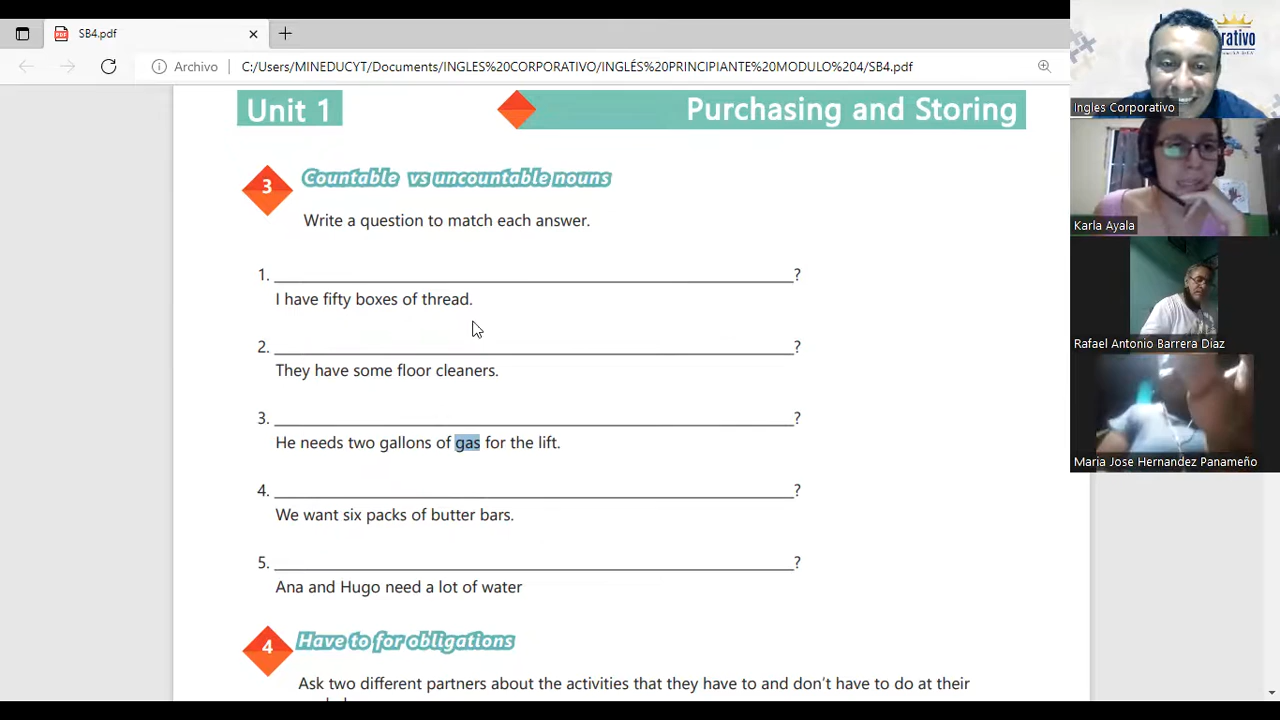 SB4.pdf
Archivo C:/Users/MINEDUCYT/Documents/INGLES%20CORPORATIVO/INGLÉS%20PRINCIPIANTE%20MODULO%204/SB4.pdf
Unit 1 Purchasing and Storing
3 Countable vs uncountable nouns
Write a question to match each answer.
1. ?
I have fifty boxes of thread.
2. ?
They have some floor cleaners.
3. ?
He needs two gallons of gas for the lift.
4. ?
We want six packs of butter bars.
5. ?
Ana and Hugo need a lot of water
4 Have to for obligations
Ask two different partners about the activities that they have to and don't have to do at their
Ingles Corporativo
Karla Ayala
Rafael Antonio Barrera Diaz
Maria Jose Hernandez Panameño